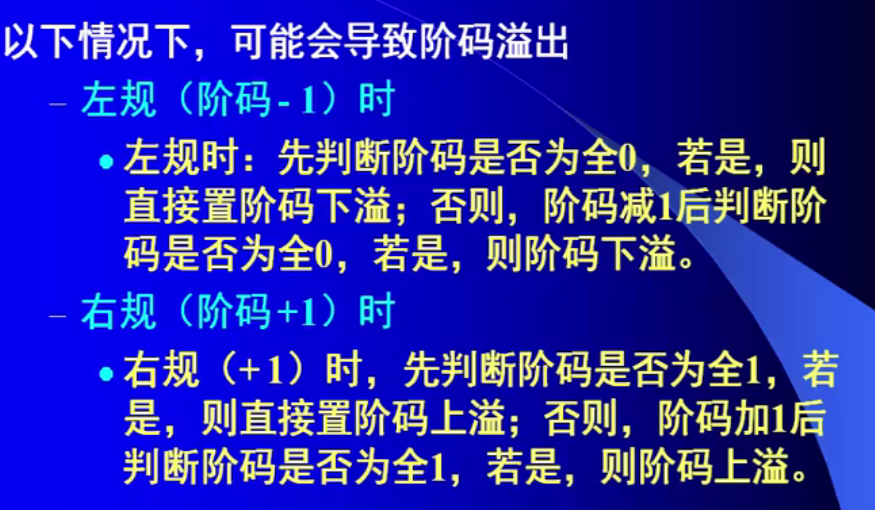 以下情况下，可能会导致阶码溢出
– 左规（阶码- 1）时
• 左规时：先判断阶码是否为全0，若是，则
直接置阶码下溢；否则，阶码减1后判断阶
码是否为全0，若是，则阶码下溢。
– 右规（阶码+1）时
• 右规（+1）时，先判断阶码是否为全1，若
是，则直接置阶码上溢；否则，阶码加1后
判断阶码是否为全1，若是，则阶码上溢。